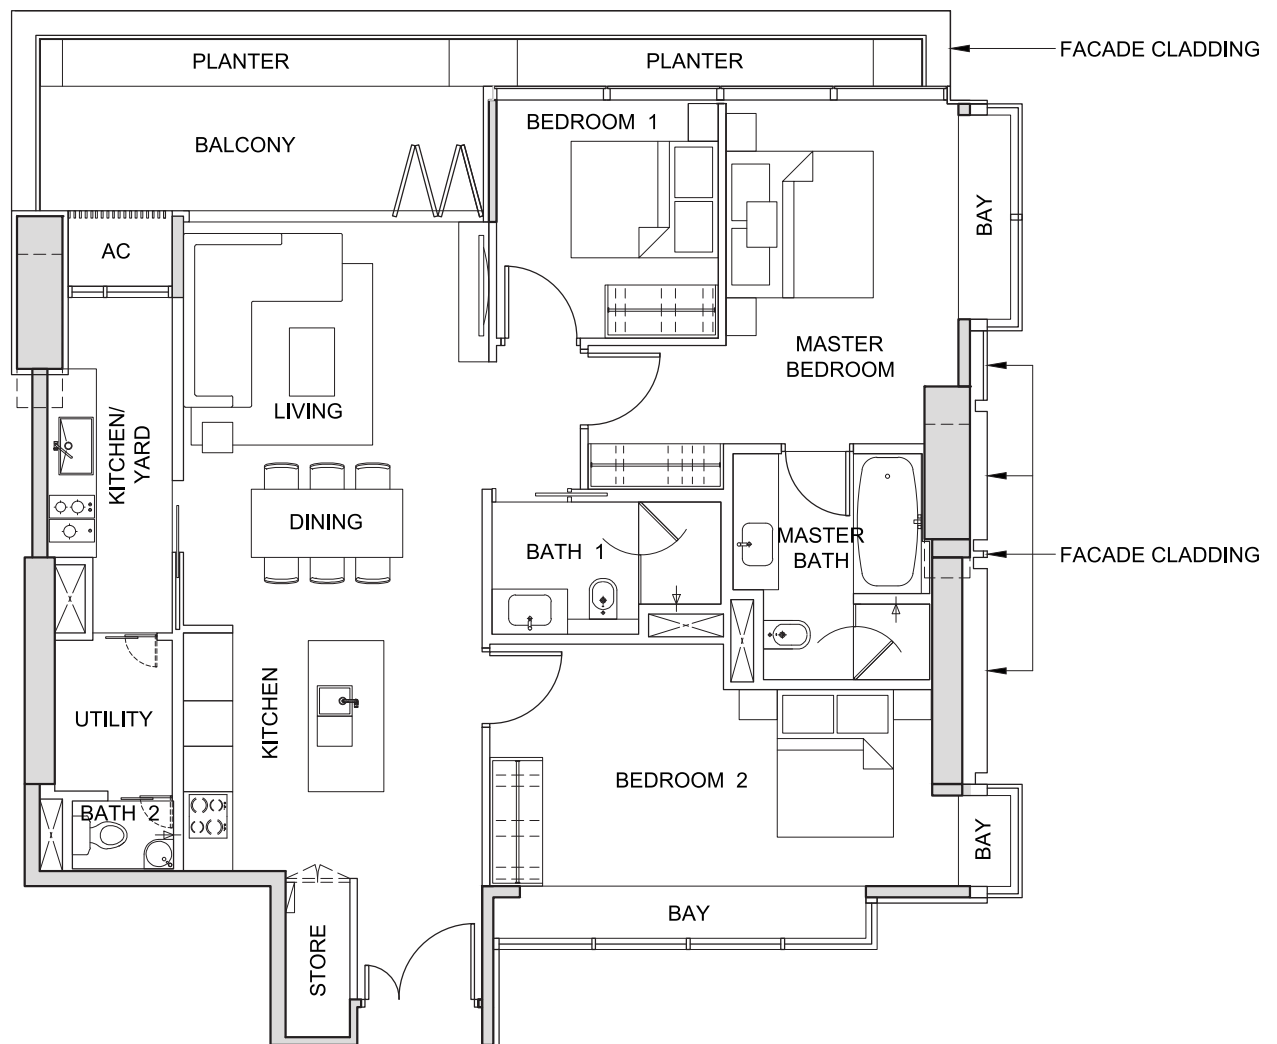 PLANTER
PLANTER
FACADE CLADDING
BEDROOM 1
BALCONY
BAY
AC
MASTER
BEDROOM
LIVING
KITCHEN/
YARD
DINING
BATH 1
MASTER
BATH
FACADE CLADDING
UTILITY
KITCHEN
BEDROOM 2
BATH 2
BAY
BAY
STORE